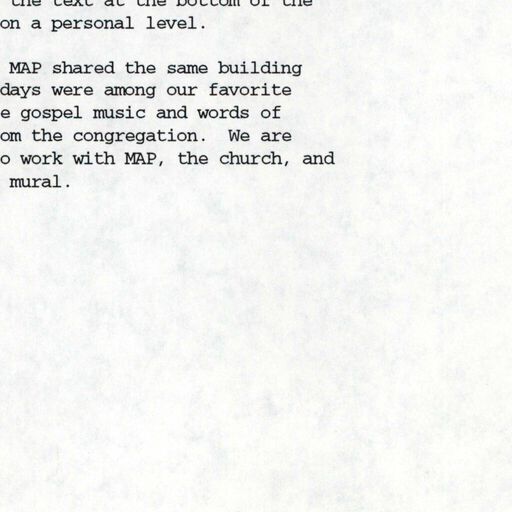 the text at the bottom of the
on a personal level.
MAP shared the same building
days were among our favorite
e gospel music and words of
om the congregation. We are
o work with MAP, the church, and
mural.